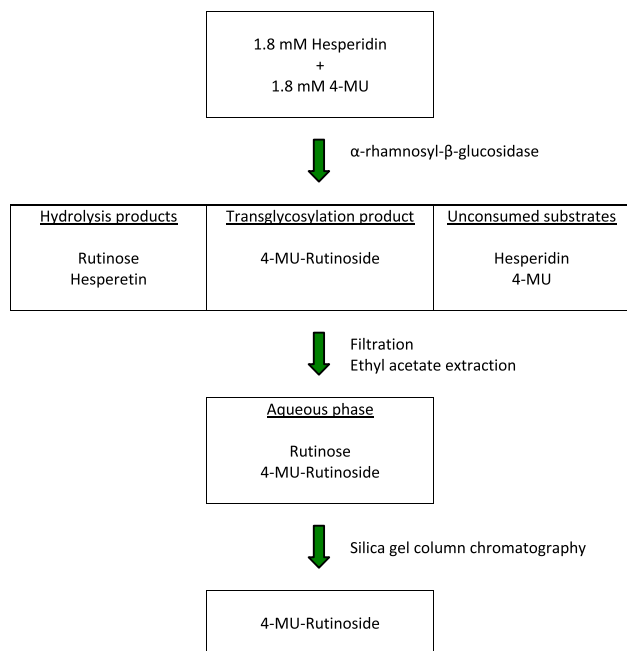 1.8 mM Hesperidin
+
1.8 mM 4-MU
α-rhamnosyl-β-glucosidase
Hydrolysis products
Rutinose
Hesperetin
Transglycosylation product
4-MU-Rutinoside
Unconsumed substrates
Hesperidin
4-MU
Filtration
Ethyl acetate extraction
Aqueous phase
Rutinose
4-MU-Rutinoside
Silica gel column chromatography
4-MU-Rutinoside